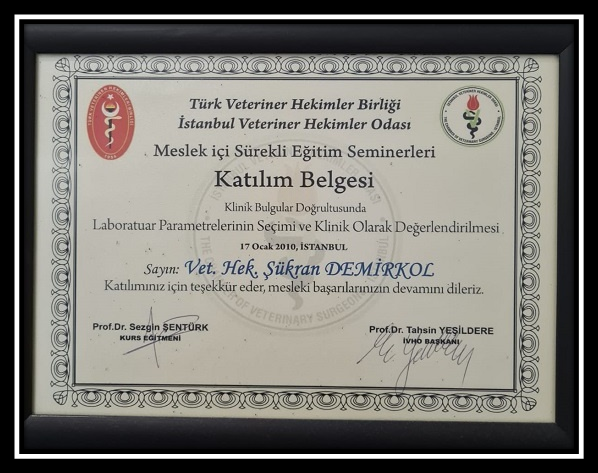 Türk Veteriner Hekimler Birliği
İstanbul Veteriner Hekimler Odası
Meslek içi Sürekli Eğitim Seminerleri
Katılım Belgesi
Klinik Bulgular Doğrultusunda
Laboratuar Parametrelerinin Seçimi ve Klinik Olarak Değerlendirilmesi
17 Ocak 2010, İSTANBUL
Sayın: Vet. Hek. Şükran DEMİRKOL
Katılımınız için teşekkür eder, mesleki başarılarınızın devamını dileriz.
Prof.Dr. Sezgin ŞENTÜRK
KURS EĞİTMENİ
Prof.Dr. Tahsin YEŞİLDERE
İVHO BAŞKANI